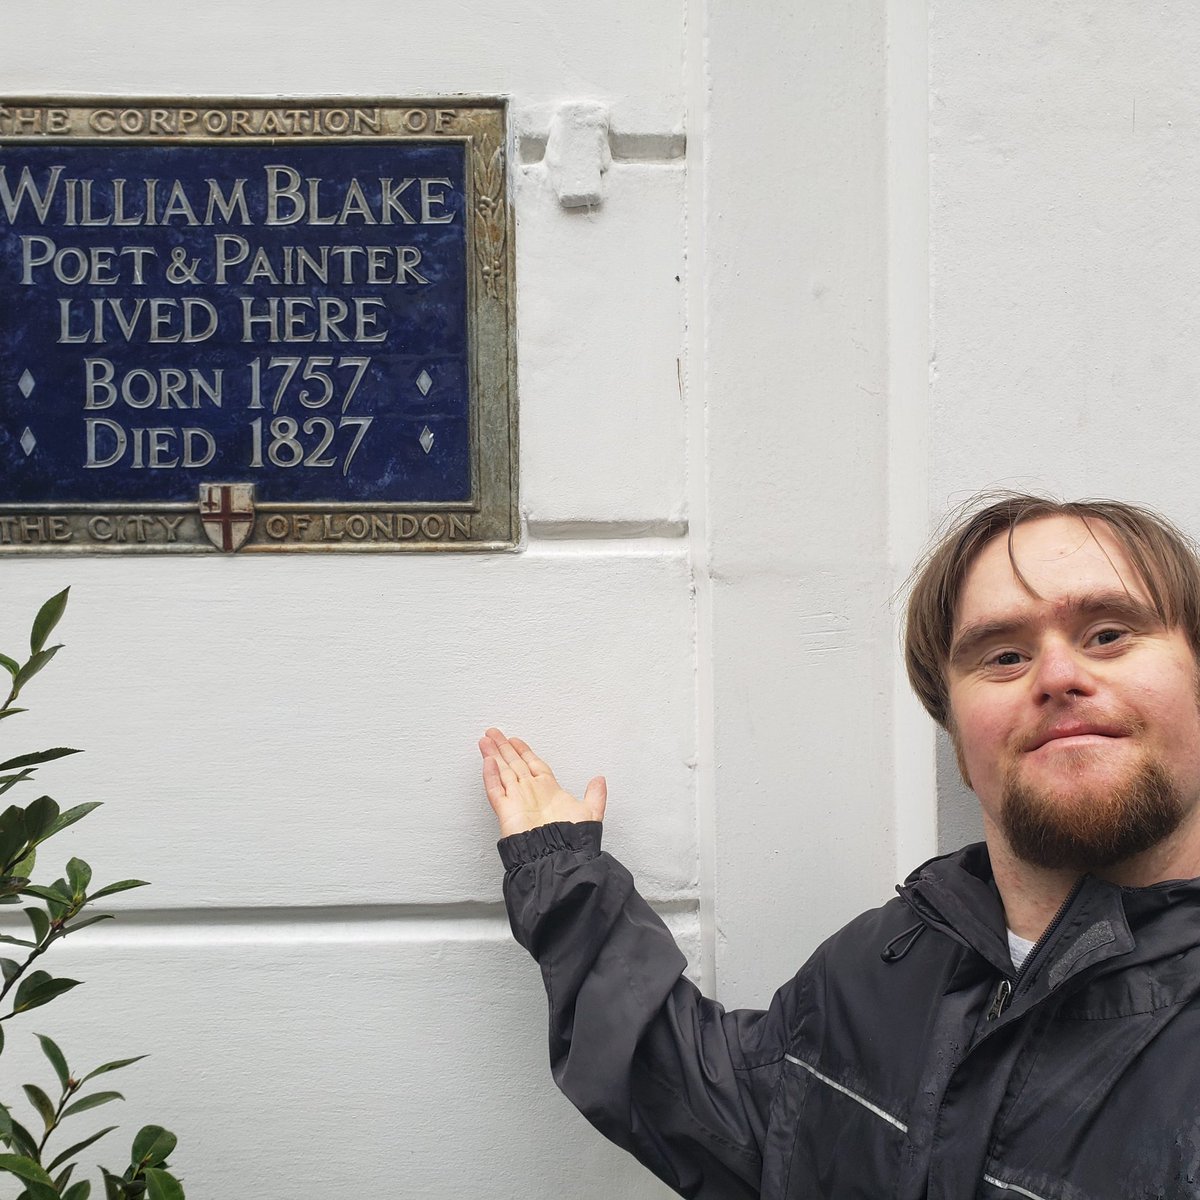 THE CORPORATION OF
WILLIAM BLAKE
POET & PAINTER
LIVED HERE
BORN 1757
DIED 1827
THE CITY OF LONDON